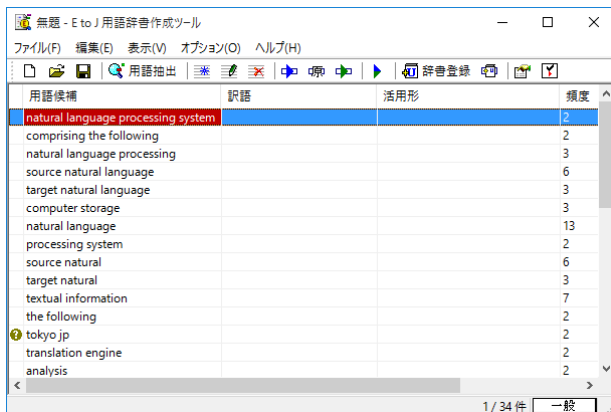 無題 - E to J 用語辞書作成ツール
ファイル(F) 編集(E) 表示(V) オプション(O) ヘルプ(H)
用語抽出 辞書登録
用語候補 訳語 活用形 頻度
natural language processing system 2
comprising the following 2
natural language processing 3
source natural language 6
target natural language 3
computer storage 3
natural language 13
processing system 2
source natural 6
target natural 3
textual information 7
the following 2
tokyo jp 2
translation engine 2
analysis 2
1 / 34 件 一般